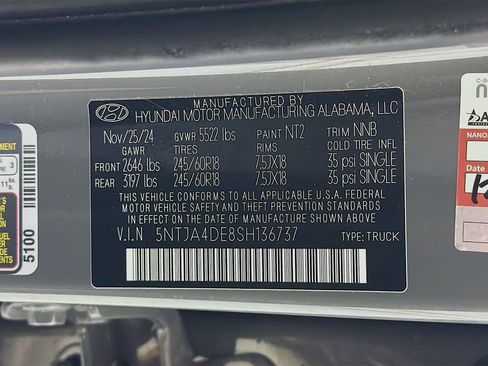 MANUFACTURED BY
HYUNDAI MOTOR MANUFACTURING ALABAMA, LLC
Nov/25/24 GVWR 5522 lbs PAINT NT2 TRIM NNB
GAWR TIRES RIMS COLD TIRE INFL
FRONT 2646 lbs 245/60R18 7.5JX18 35 psi SINGLE
REAR 3197 lbs 245/60R18 7.5JX18 35 psi SINGLE
THIS VEHICLE CONFORMS TO ALL APPLICABLE U.S.A. FEDERAL
MOTOR VEHICLE SAFETY AND THEFT PREVENTION STANDARDS
IN EFFECT ON THE DATE OF MANUFACTURE SHOWN ABOVE.
V.I.N 5NTJA4DE8SH136737 TYPE: TRUCK
5100
3
NANO